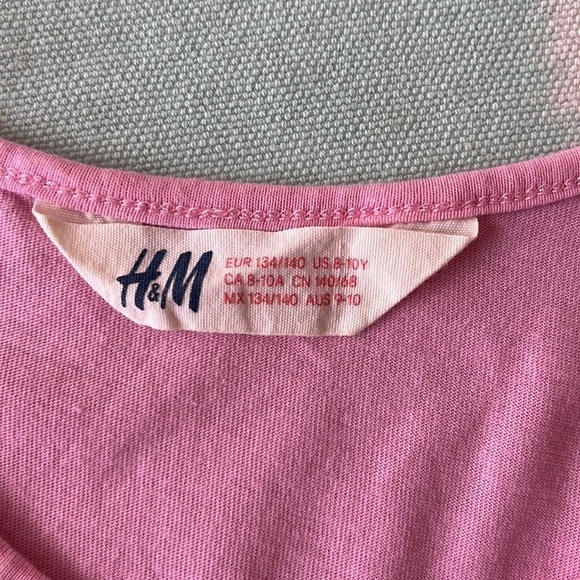 H&M
EUR 134/140 US 8-10Y
CA 8-10A CN 140/68
MX 134/140 AUS 9-10